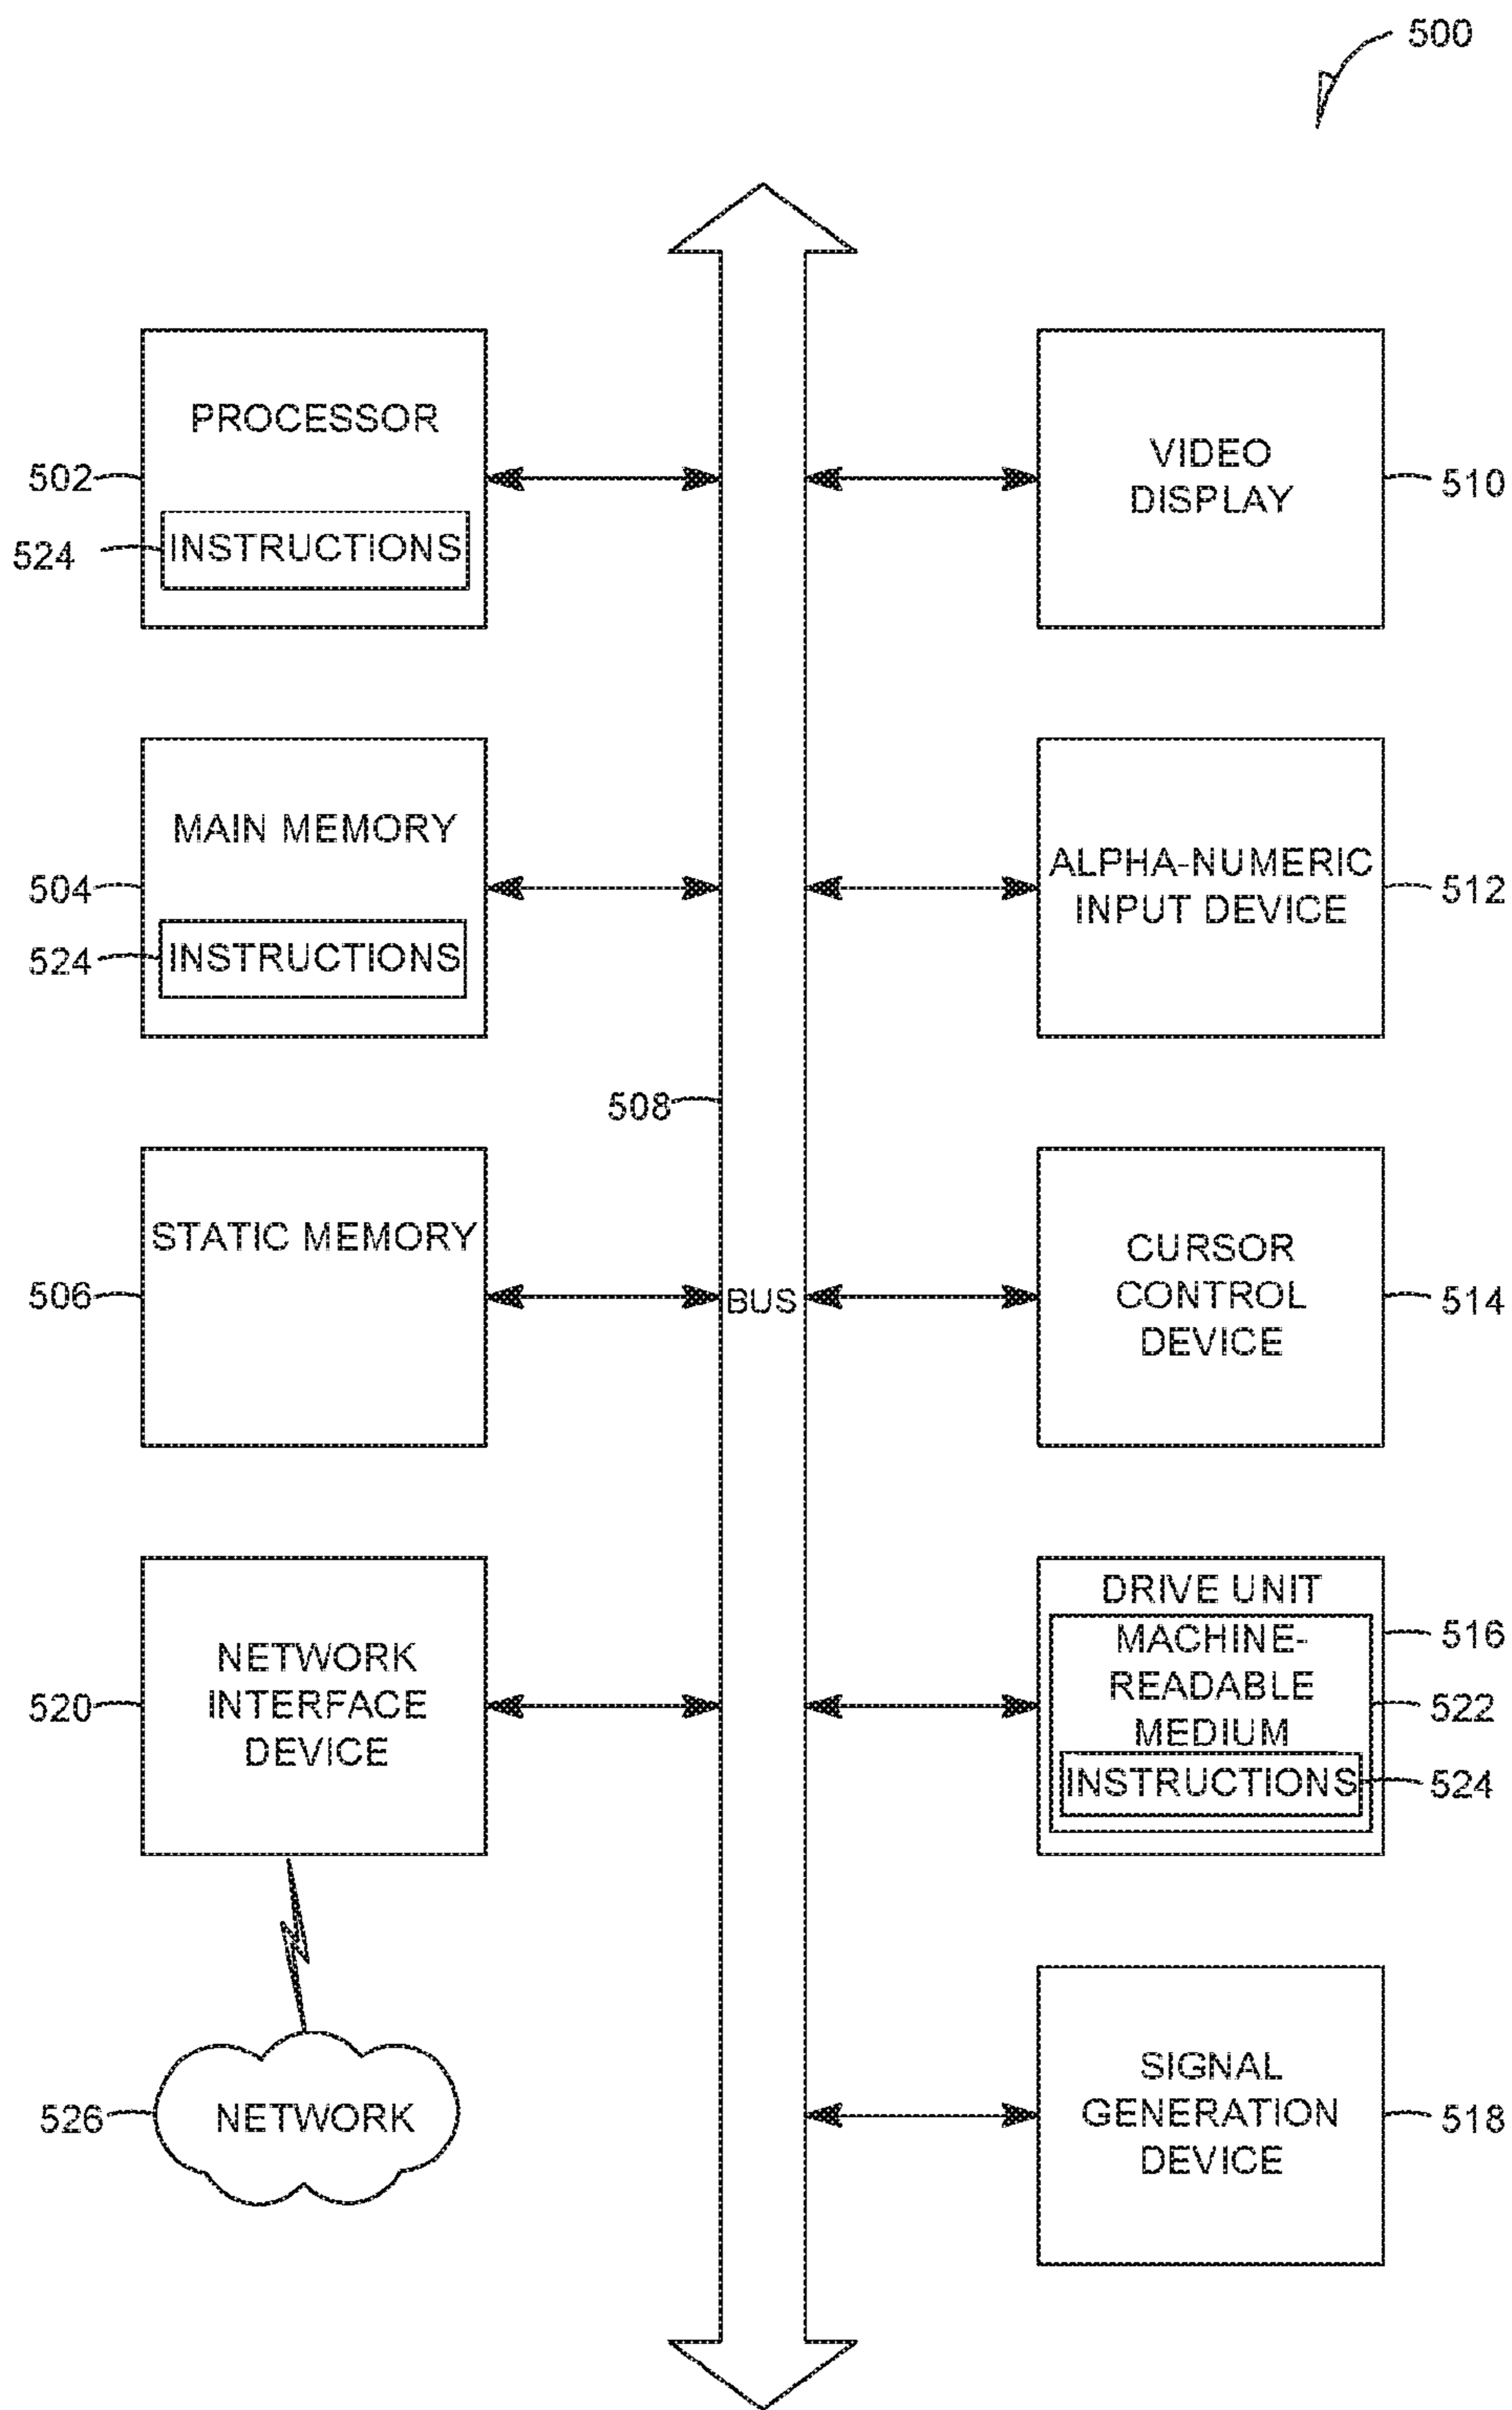 500
PROCESSOR
502
524
INSTRUCTIONS
VIDEO
DISPLAY
510
MAIN MEMORY
504
524
INSTRUCTIONS
ALPHA-NUMERIC
INPUT DEVICE
512
508
STATIC MEMORY
506
BUS
CURSOR
CONTROL
DEVICE
514
NETWORK
INTERFACE
DEVICE
520
DRIVE UNIT
516
MACHINE-
READABLE
MEDIUM
522
INSTRUCTIONS
524
NETWORK
526
SIGNAL
GENERATION
DEVICE
518